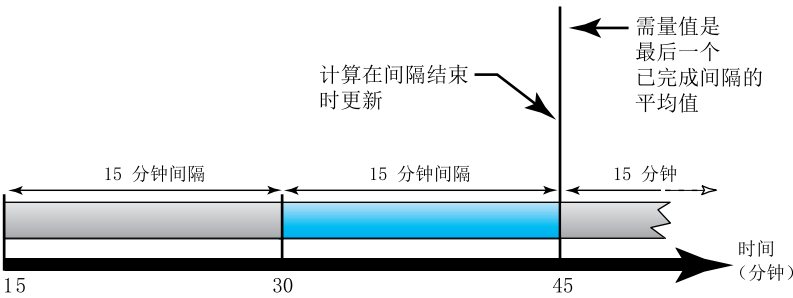 需量值是
最后一个
已完成间隔的
平均值
计算在间隔结束
时更新
15 分钟间隔
15 分钟间隔
15 分钟
时间
（分钟）
15
30
45